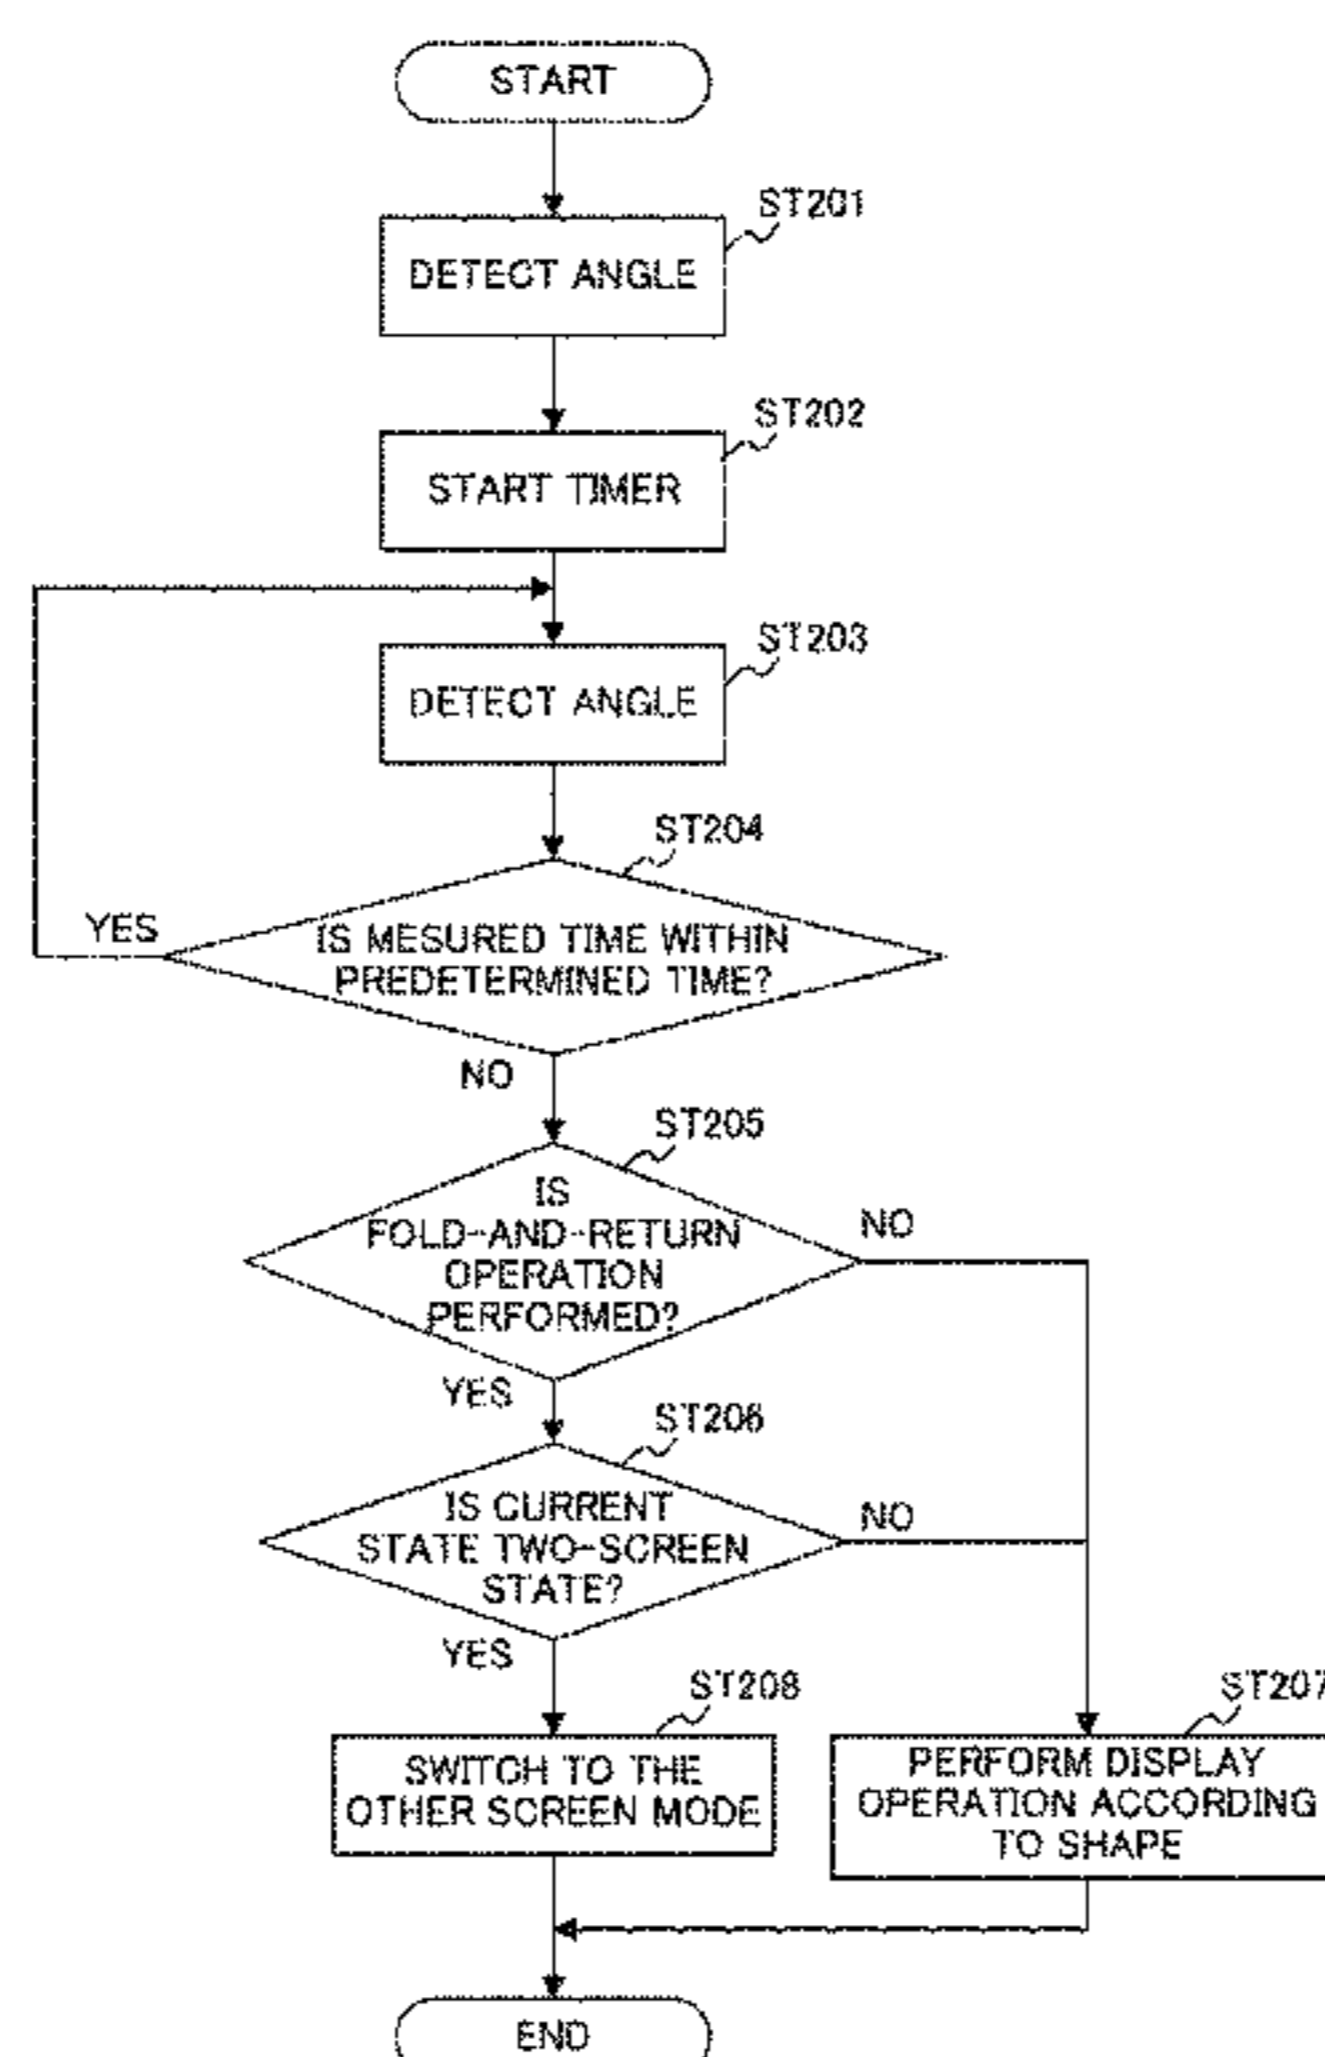 START
ST201
DETECT ANGLE
ST202
START TIMER
ST203
DETECT ANGLE
ST204
YES
IS MESURED TIME WITHIN
PREDETERMINED TIME?
NO
ST205
IS
FOLD-AND-RETURN
OPERATION
PERFORMED?
NO
YES
ST206
IS CURRENT
STATE TWO-SCREEN
STATE?
NO
YES
ST208
SWITCH TO THE
OTHER SCREEN MODE
ST207
PERFORM DISPLAY
OPERATION ACCORDING
TO SHAPE
END